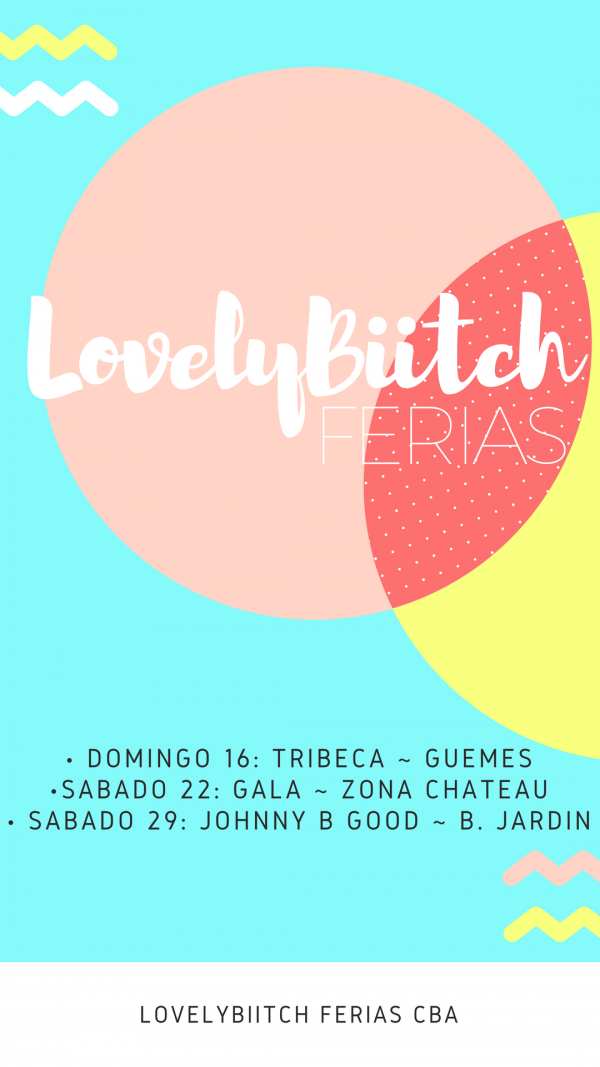 LovelyBiitch
FERIAS
• DOMINGO 16: TRIBECA ~ GUEMES
•SABADO 22: GALA ~ ZONA CHATEAU
• SABADO 29: JOHNNY B GOOD ~ B. JARDIN
LOVELYBIITCH FERIAS CBA